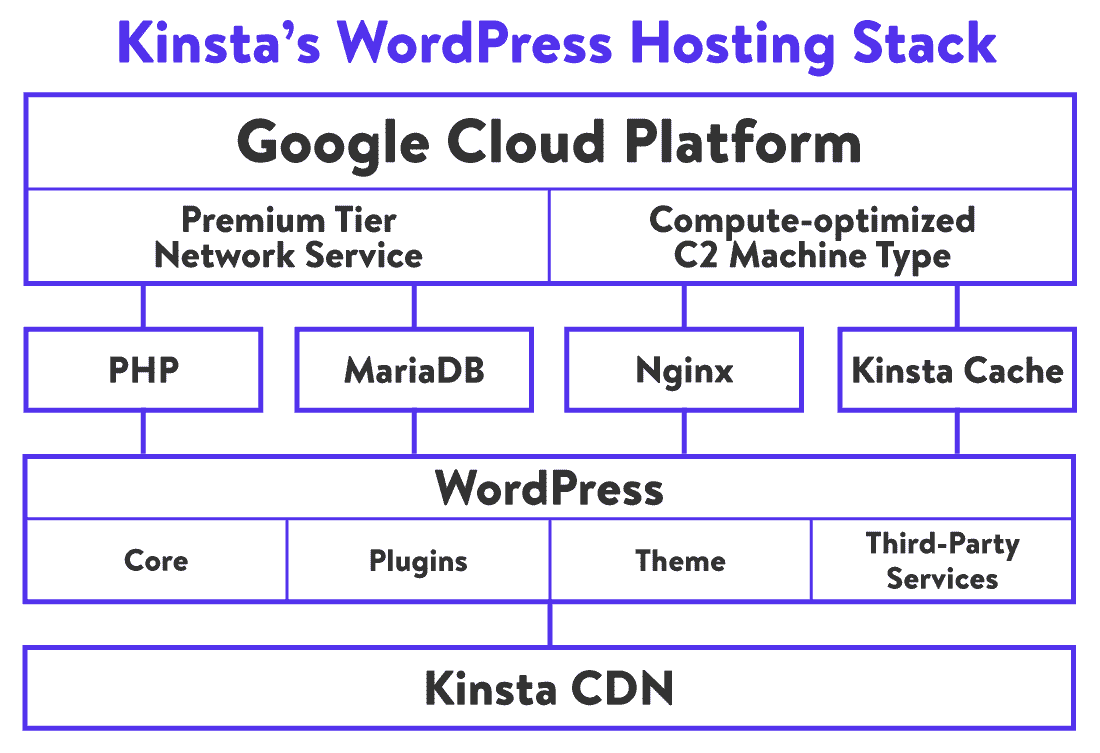 Kinsta's WordPress Hosting Stack
Google Cloud Platform
Premium Tier
Network Service
Compute-optimized
C2 Machine Type
PHP
MariaDB
Nginx
Kinsta Cache
WordPress
Core
Plugins
Theme
Third-Party
Services
Kinsta CDN